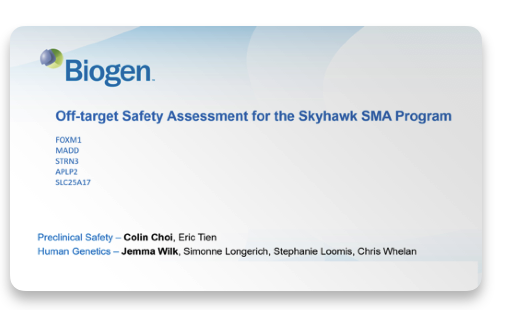 Biogen.
Off-target Safety Assessment for the Skyhawk SMA Program
FOXM1
MADD
STRN3
APLP2
SLC25A17
Preclinical Safety – Colin Choi, Eric Tien
Human Genetics – Jemma Wilk, Simonne Longerich, Stephanie Loomis, Chris Whelan